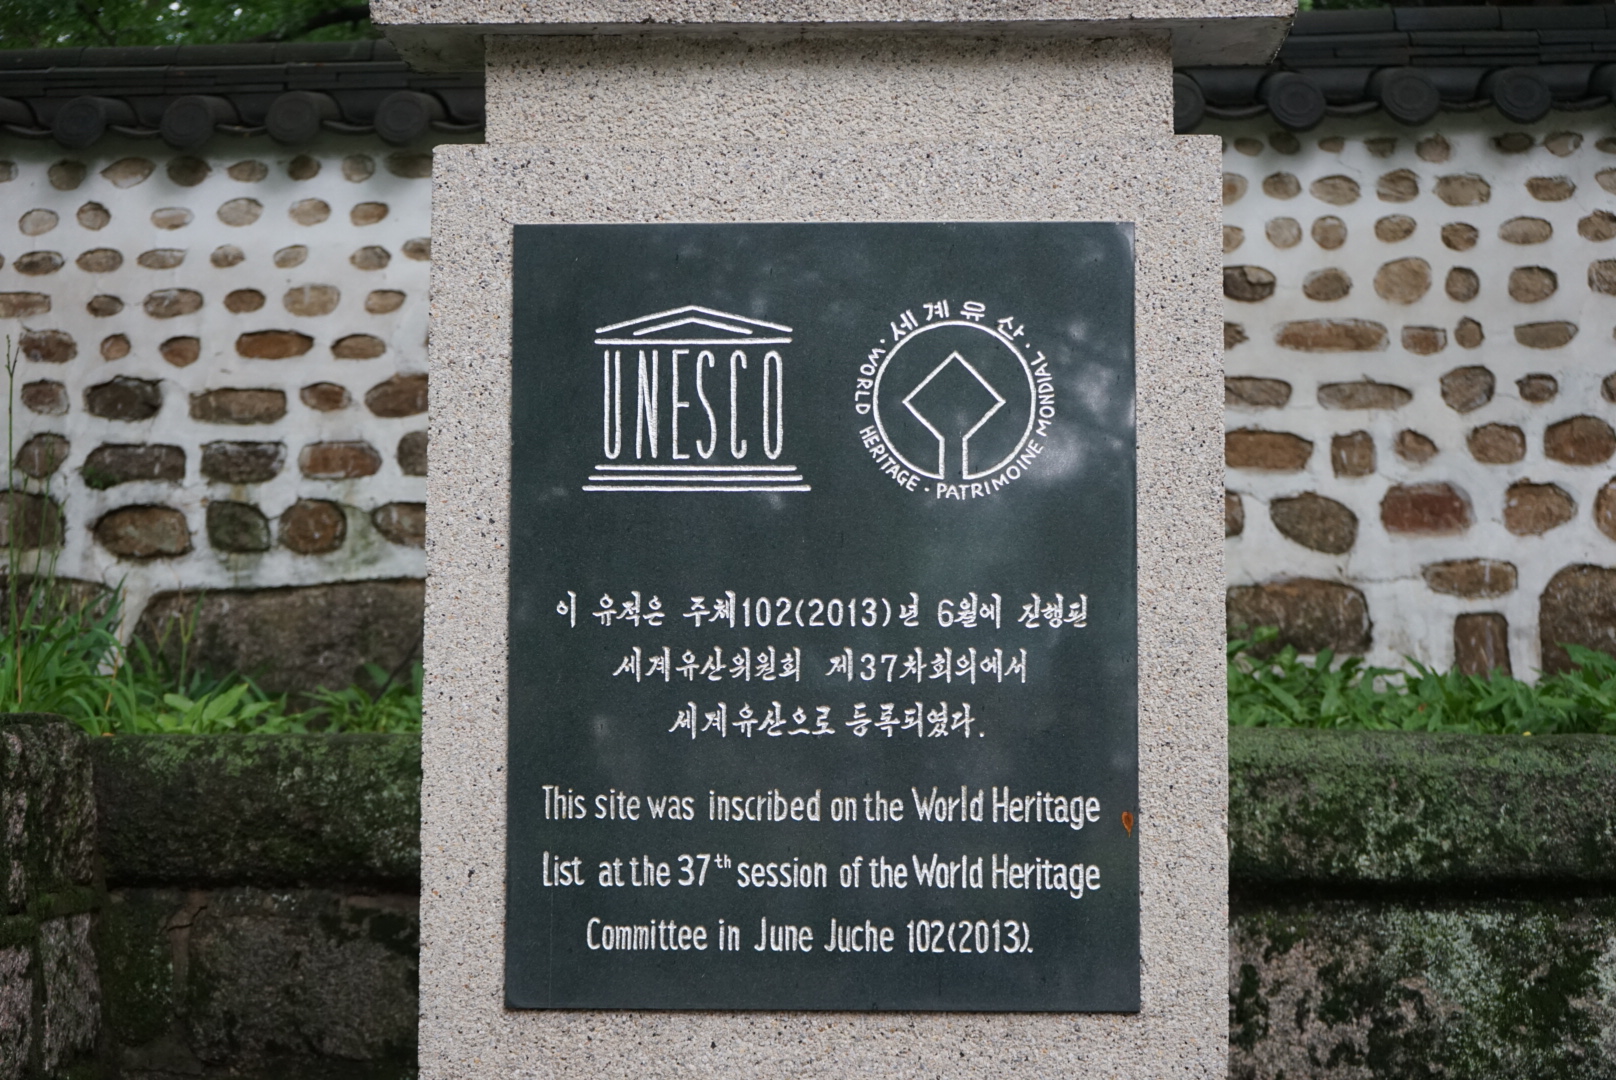 UNESCO
세계유산 · WORLD HERITAGE · PATRIMOINE MONDIAL ·
이 유적은 주체102(2013)년 6월에 진행된
세계유산위원회 제37차회의에서
세계유산으로 등록되였다.
This site was inscribed on the World Heritage
List at the 37th session of the World Heritage
Committee in June Juche 102(2013).